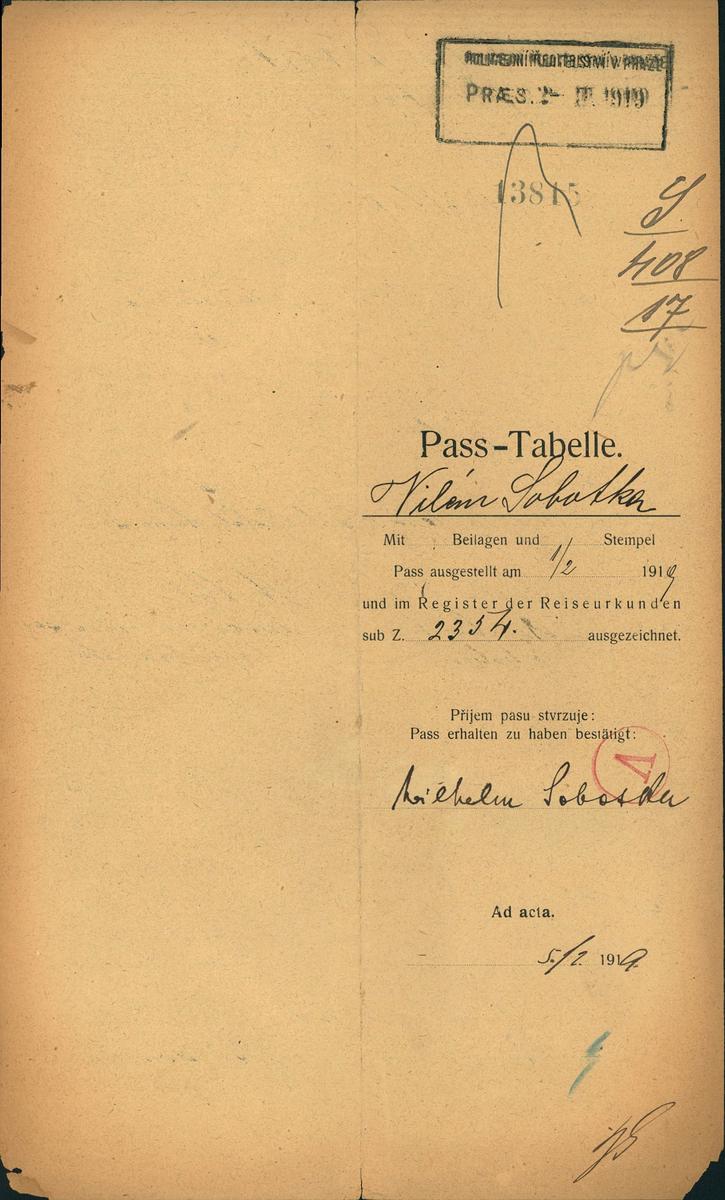 PRÆS. 2- II. 1919
13815
S
408
17
Pass-Tabelle.
Vilém Sobotka
Mit Beilagen und Stempel
Pass ausgestellt am 1/2 1919
und im Register der Reiseurkunden
sub Z. 2354. ausgezeichnet.
Příjem pasu stvrzuje:
Pass erhalten zu haben bestätigt:
A
Wilhelm Sobotka
Ad acta.
5./2. 1919.